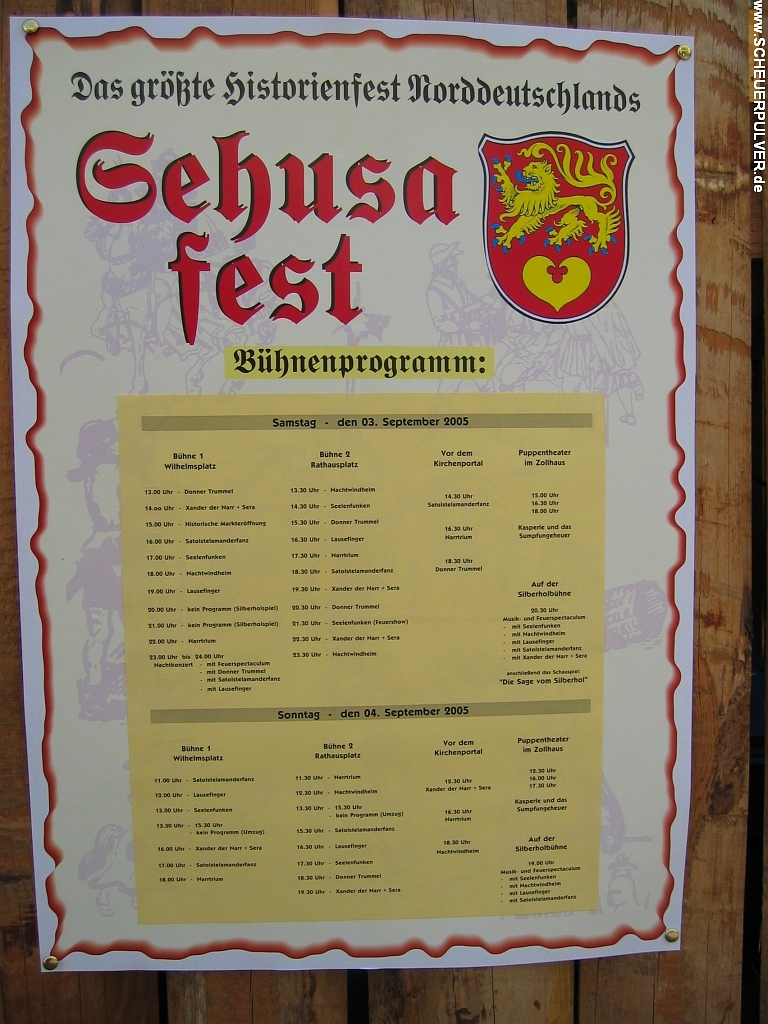 www.SCHEUERPULVER.de
Das größte Historienfest Norddeutschlands
Sehusa
fest
Bühnenprogramm:
Samstag - den 03. September 2005
Bühne 1
Wilhelmsplatz
13.00 Uhr - Donner Trummel
14.oo Uhr - Xander der Narr + Sera
15.00 Uhr - Historische Markteröffnung
16.00 Uhr - Satolstelamanderfanz
17.00 Uhr - Seelenfunken
18.00 Uhr - Nachtwindheim
19.00 Uhr - Lausefinger
20.00 Uhr - kein Programm (Silberholspiel)
21.00 Uhr - kein Programm (Silberholspiel)
22.00 Uhr - Narrtrium
23.00 Uhr bis 24.00 Uhr
Nachtkonzert - mit Feuerspectaculum
- mit Donner Trummel
- mit Satolstelamanderfanz
- mit Lausefinger
Bühne 2
Rathausplatz
13.30 Uhr - Nachtwindheim
14.30 Uhr - Seelenfunken
15.30 Uhr - Donner Trummel
16.30 Uhr - Lausefinger
17.30 Uhr - Narrtrium
18.30 Uhr - Satolstelamanderfanz
19.30 Uhr - Xander der Narr + Sera
20.30 Uhr - Donner Trummel
21.30 Uhr - Seelenfunken (Feuershow)
22.30 Uhr - Xander der Narr + Sera
23.30 Uhr - Nachtwindheim
Vor dem
Kirchenportal
14.30 Uhr
Satolstelamanderfanz
16.30 Uhr
Narrtrium
18.30 Uhr
Donner Trummel
Puppentheater
im Zollhaus
15.00 Uhr
16.30 Uhr
18.00 Uhr
Kasperle und das
Sumpfungeheuer
Auf der
Silberholbühne
20.30 Uhr
Musik- und Feuerspectaculum
- mit Seelenfunken
- mit Nachtwindheim
- mit Lausefinger
- mit Satolstelamanderfanz
- mit Xander der Narr + Sera
anschließend das Schauspiel
"Die Sage vom Silberhol"
Sonntag - den 04. September 2005
Bühne 1
Wilhelmsplatz
11.00 Uhr - Satolstelamanderfanz
12.00 Uhr - Lausefinger
13.00 Uhr - Seelenfunken
13.30 Uhr - 15.30 Uhr
- kein Programm (Umzug)
16.00 Uhr - Xander der Narr + Sera
17.00 Uhr - Satolstelamanderfanz
18.00 Uhr - Narrtrium
Bühne 2
Rathausplatz
11.30 Uhr - Narrtrium
12.30 Uhr - Nachtwindheim
13.30 Uhr - 15.30 Uhr
- kein Programm (Umzug)
15.30 Uhr - Satolstelamanderfanz
16.30 Uhr - Lausefinger
17.30 Uhr - Seelenfunken
18.30 Uhr - Donner Trummel
19.30 Uhr - Xander der Narr + Sera
Vor dem
Kirchenportal
12.30 Uhr
Xander der Narr + Sera
16.30 Uhr
Narrtrium
18.30 Uhr
Nachtwindheim
Puppentheater
im Zollhaus
12.30 Uhr
16.00 Uhr
17.30 Uhr
Kasperle und das
Sumpfungeheuer
Auf der
Silberholbühne
19.00 Uhr
Musik- und Feuerspectaculum
- mit Seelenfunken
- mit Nachtwindheim
- mit Lausefinger
- mit Satolstelamanderfanz